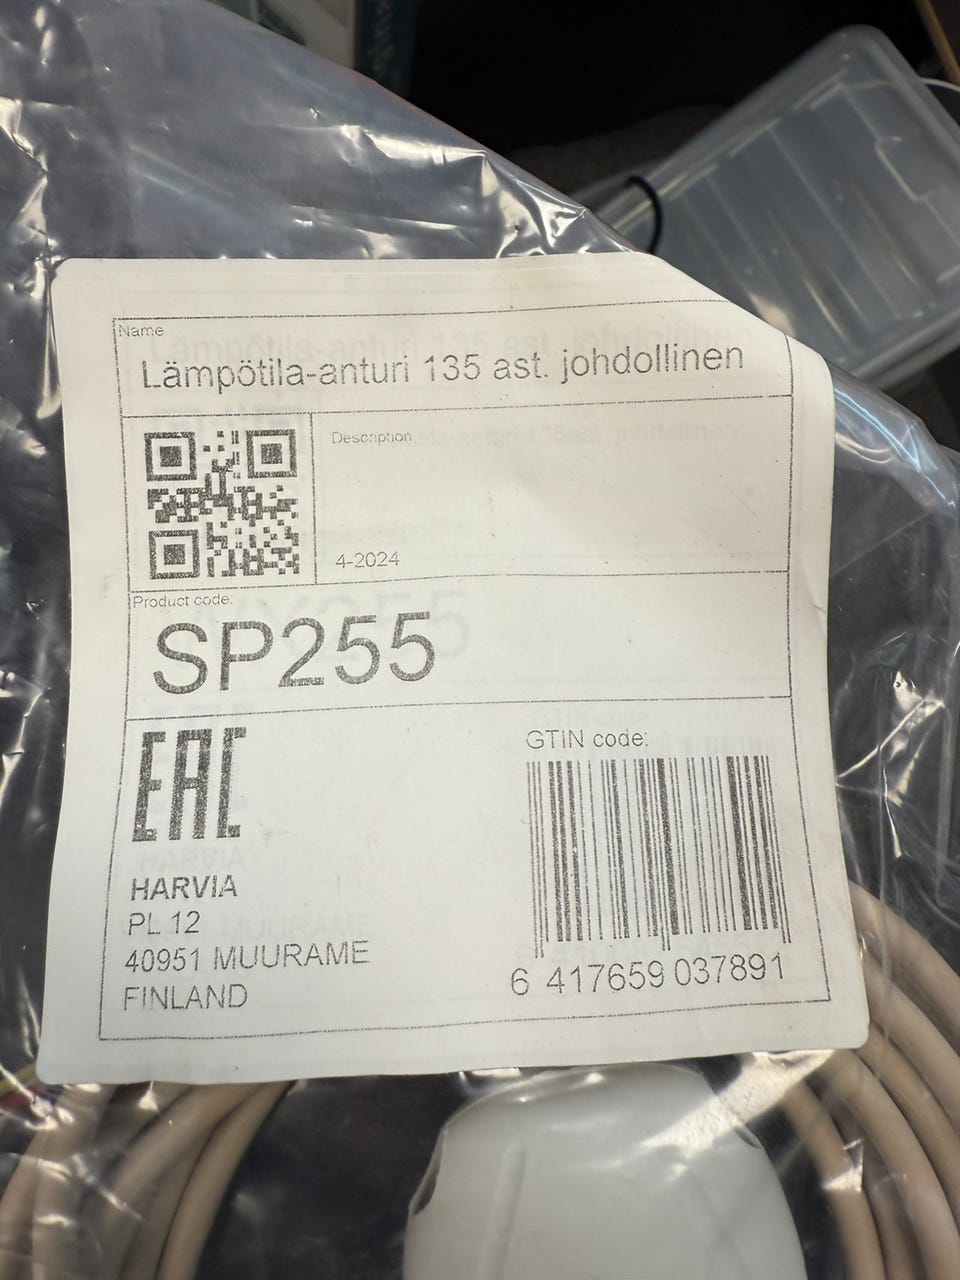 Name
Lämpötila-anturi 135 ast. johdollinen
Description
4-2024
Product code:
SP255
EAC
GTIN code:
HARVIA
PL 12
40951 MUURAME
FINLAND
6 417659 037891